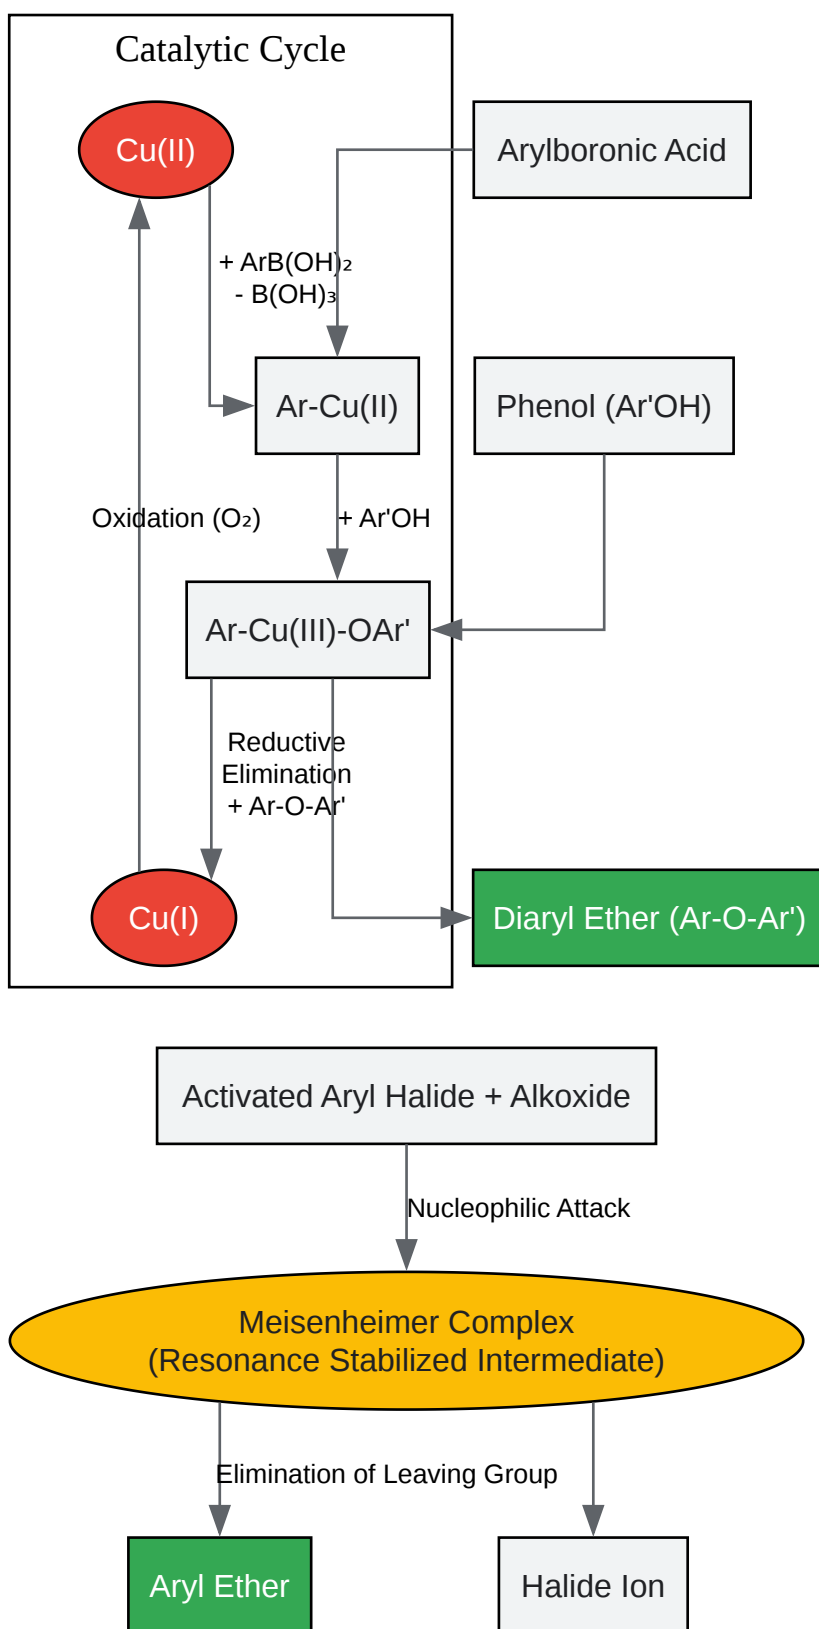 Catalytic Cycle
Cu(II)
Arylboronic Acid
+ ArB(OH)₂
- B(OH)₃
Ar-Cu(II)
Phenol (Ar'OH)
Oxidation (O₂)
+ Ar'OH
Ar-Cu(III)-OAr'
Reductive
Elimination
+ Ar-O-Ar'
Cu(I)
Diaryl Ether (Ar-O-Ar')
Activated Aryl Halide + Alkoxide
Nucleophilic Attack
Meisenheimer Complex
(Resonance Stabilized Intermediate)
Elimination of Leaving Group
Aryl Ether
Halide Ion